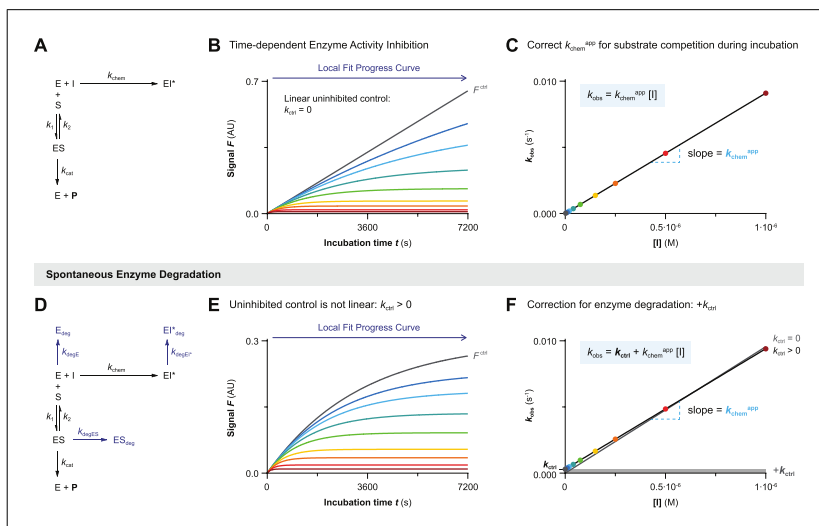 A
E + I
k_chem
EI*
+
S
k₁
k₂
ES
k_cat
E + P
B
Time-dependent Enzyme Activity Inhibition
Local Fit Progress Curve
0.7
Linear uninhibited control:
k_ctrl = 0
F^ctrl
Signal F (AU)
0.0
0
3600
7200
Incubation time t (s)
C
Correct k_chem^app for substrate competition during incubation
0.010
k_obs = k_chem^app [I]
k_obs (s⁻¹)
slope = k_chem^app
0.000
0
0.5·10⁻⁶
1·10⁻⁶
[I] (M)
Spontaneous Enzyme Degradation
D
E_deg
EI*_deg
k_degE
k_degEI*
E + I
k_chem
EI*
+
S
k₁
k₂
k_degES
ES
ES_deg
k_cat
E + P
E
Uninhibited control is not linear: k_ctrl > 0
Local Fit Progress Curve
0.3
F^ctrl
Signal F (AU)
0.0
0
3600
7200
Incubation time t (s)
F
Correction for enzyme degradation: +k_ctrl
0.010
k_ctrl = 0
k_ctrl > 0
k_obs = k_ctrl + k_chem^app [I]
k_obs (s⁻¹)
slope = k_chem^app
k_ctrl
+k_ctrl
0.000
0
0.5·10⁻⁶
1·10⁻⁶
[I] (M)